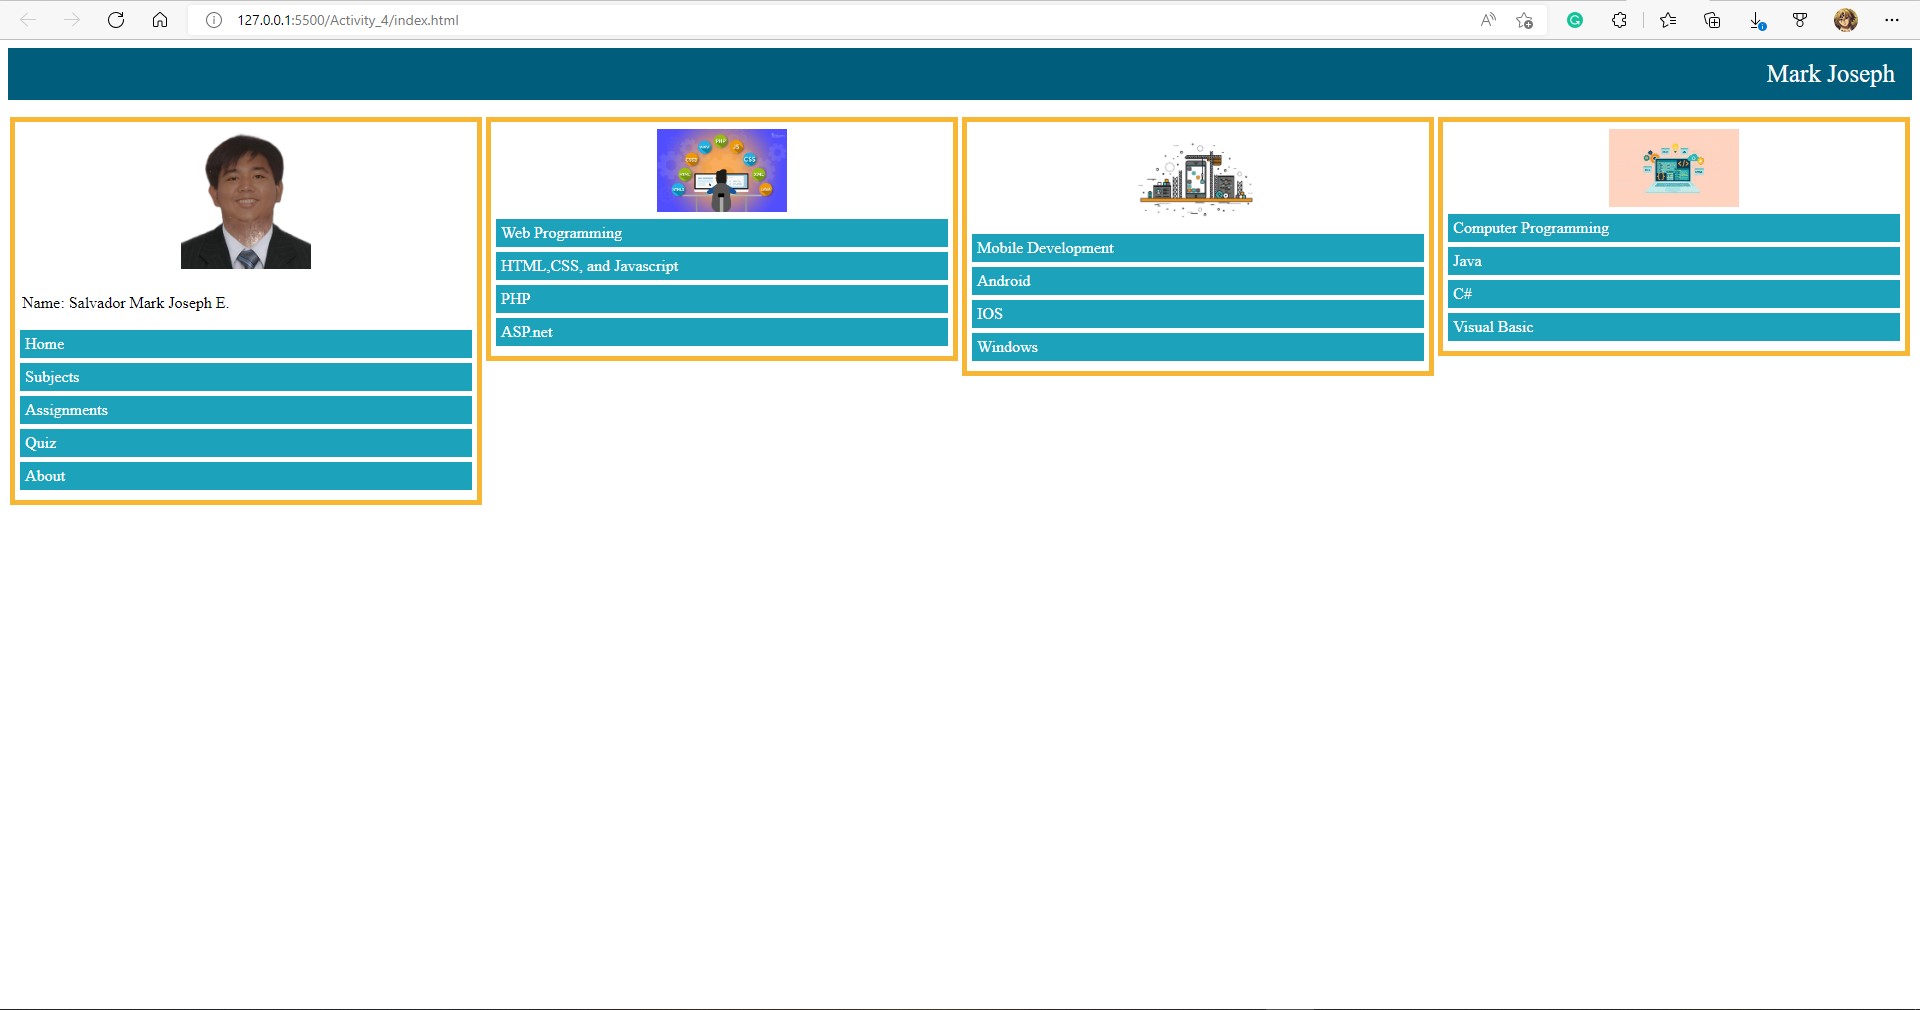 127.0.0.1:5500/Activity_4/index.html
Mark Joseph
Name: Salvador Mark Joseph E.
Home
Subjects
Assignments
Quiz
About
Web Programming
HTML,CSS, and Javascript
PHP
ASP.net
Mobile Development
Android
IOS
Windows
Computer Programming
Java
C#
Visual Basic